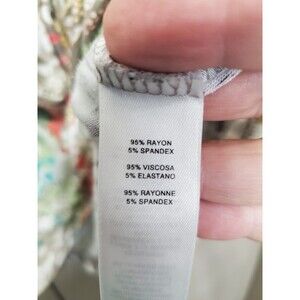 95% RAYON
5% SPANDEX
95% VISCOSA
5% ELASTANO
95% RAYONNE
5% SPANDEX